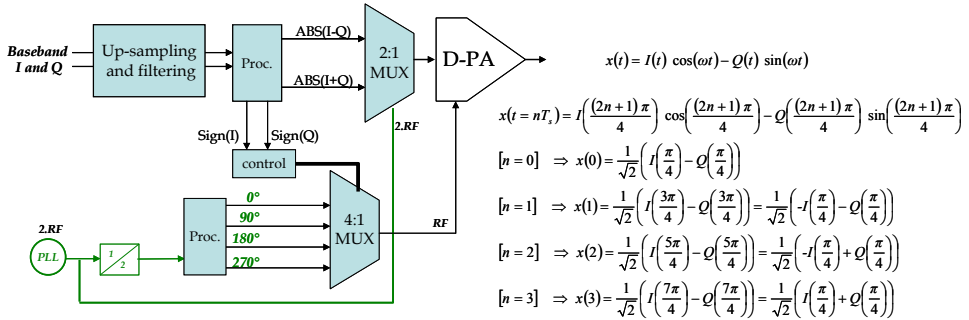 Baseband
I and Q
Up-sampling
and filtering
Proc.
ABS(I-Q)
ABS(I+Q)
2:1
MUX
D-PA
Sign(I)
Sign(Q)
2.RF
control
0°
90°
180°
270°
4:1
MUX
RF
2.RF
PLL
1/2
Proc.
x(t) = I(t) cos(ωt) − Q(t) sin(ωt)
x(t = nTₛ) = I((2n+1)π/4) cos((2n+1)π/4) − Q((2n+1)π/4) sin((2n+1)π/4)
[n = 0] ⇒ x(0) = 1/√2 (I(π/4) − Q(π/4))
[n = 1] ⇒ x(1) = 1/√2 (I(3π/4) − Q(3π/4)) = 1/√2 (-I(π/4) − Q(π/4))
[n = 2] ⇒ x(2) = 1/√2 (I(5π/4) − Q(5π/4)) = 1/√2 (-I(π/4) + Q(π/4))
[n = 3] ⇒ x(3) = 1/√2 (I(7π/4) − Q(7π/4)) = 1/√2 (I(π/4) + Q(π/4))